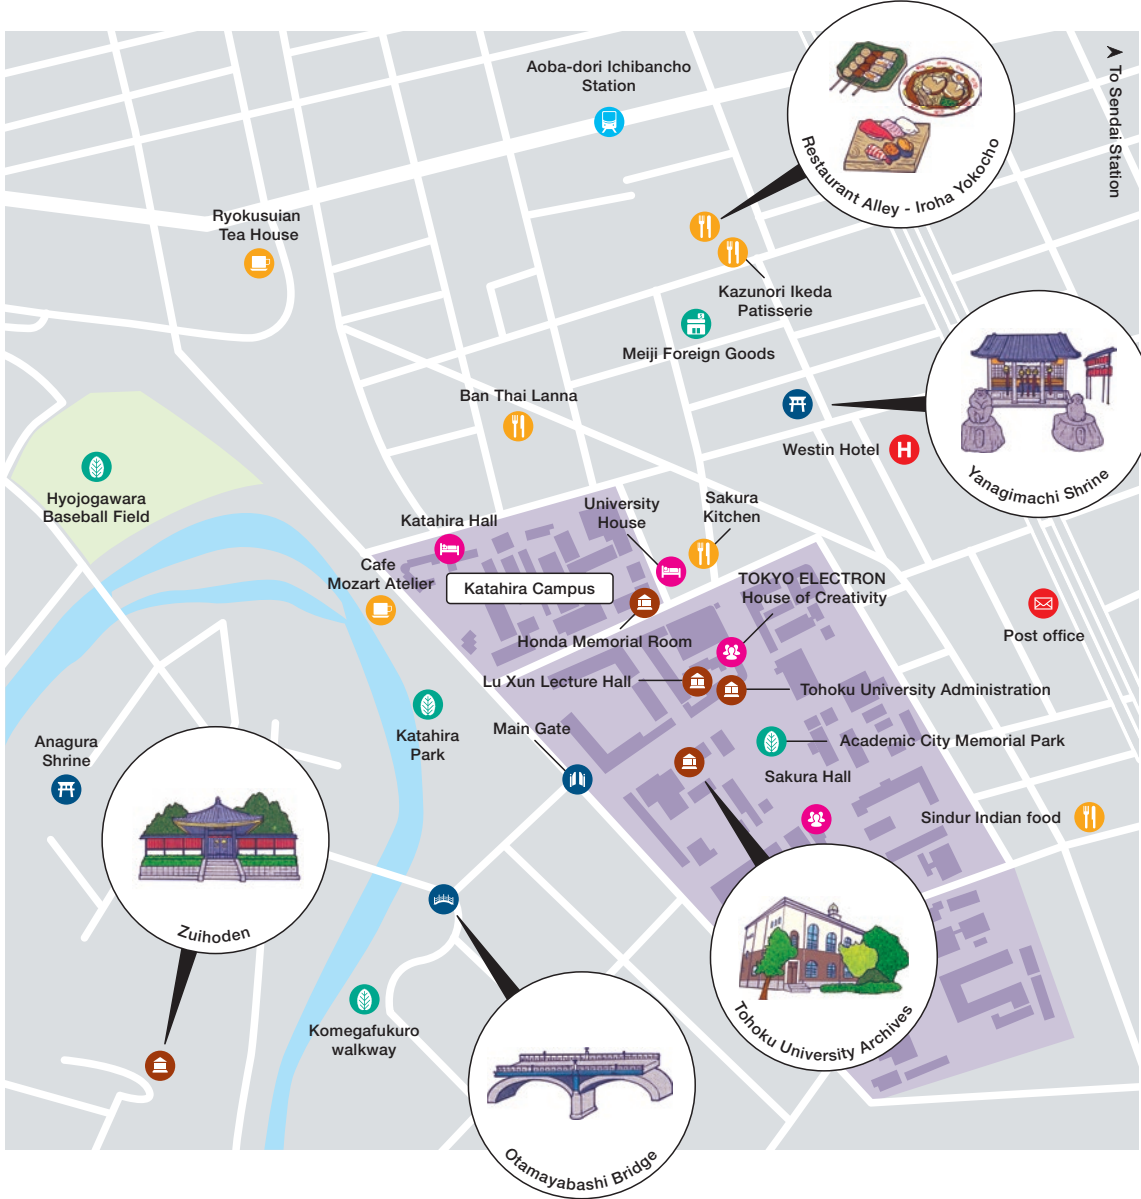 Aoba-dori Ichibancho
Station
To Sendai Station
Restaurant Alley - Iroha Yokocho
Ryokusuian
Tea House
Kazunori Ikeda
Patisserie
Meiji Foreign Goods
Ban Thai Lanna
Westin Hotel
H
Yanagimachi Shrine
Hyojogawara
Baseball Field
Katahira Hall
University
House
Sakura
Kitchen
Cafe
Mozart Atelier
Katahira Campus
TOKYO ELECTRON
House of Creativity
Post office
Honda Memorial Room
Lu Xun Lecture Hall
Tohoku University Administration
Katahira
Park
Main Gate
Academic City Memorial Park
Anagura
Shrine
Sakura Hall
Sindur Indian food
Zuihoden
Tohoku University Archives
Komegafukuro
walkway
Otamayabashi Bridge